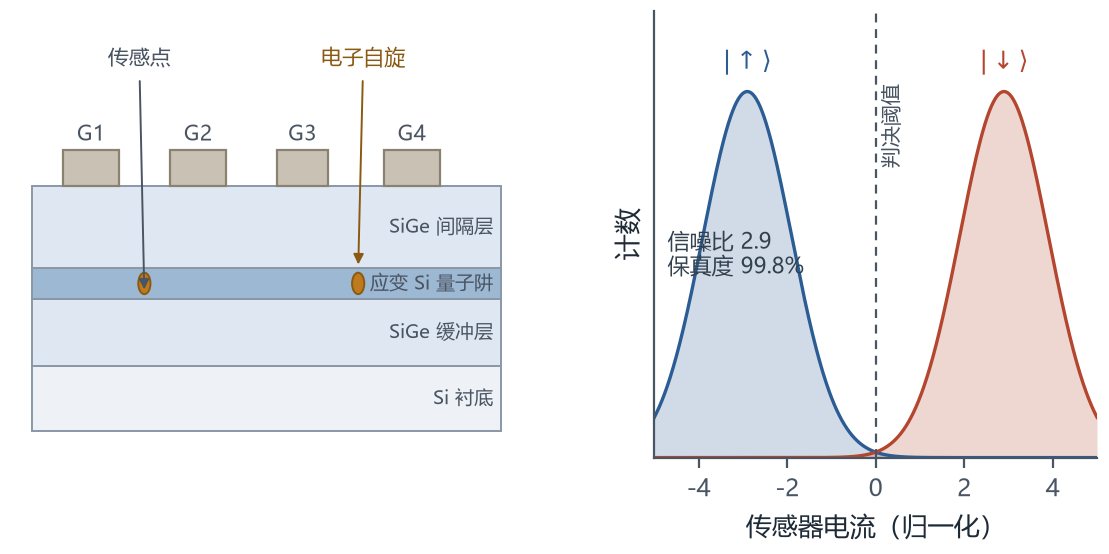 传感点
电子自旋
G1
G2
G3
G4
SiGe 间隔层
应变 Si 量子阱
SiGe 缓冲层
Si 衬底
| ↑ ⟩
| ↓ ⟩
判决阈值
计数
信噪比 2.9
保真度 99.8%
-4
-2
0
2
4
传感器电流（归一化）